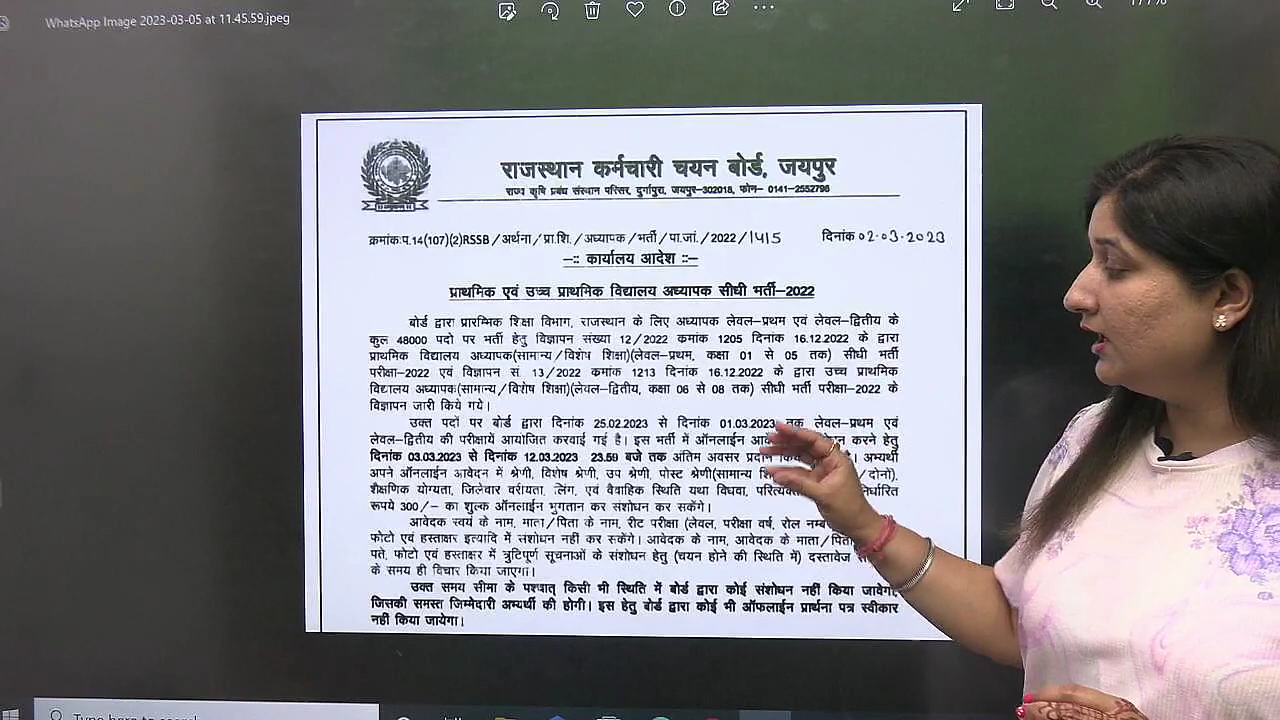 WhatsApp Image 2023-03-05 at 11.45.59.jpeg
राजस्थान कर्मचारी चयन बोर्ड, जयपुर
राज्य कृषि प्रबंध संस्थान परिसर, दुर्गापुरा, जयपुर–302018, फोन– 0141-2552796
क्रमांक:प.14(107)(2)RSSB/अर्थना/प्रा.शि./अध्यापक/भर्ती/पा.जां./2022/1415 दिनांक 02.03.2023
–:: कार्यालय आदेश ::–
प्राथमिक एवं उच्च प्राथमिक विद्यालय अध्यापक सीधी भर्ती–2022
बोर्ड द्वारा प्रारम्भिक शिक्षा विभाग, राजस्थान के लिए अध्यापक लेवल–प्रथम एवं लेवल–द्वितीय के
कुल 48000 पदो पर भर्ती हेतु विज्ञापन संख्या 12/2022 कमांक 1205 दिनांक 16.12.2022 के द्वारा
प्राथमिक विद्यालय अध्यापक(सामान्य/विशेष शिक्षा)(लेवल–प्रथम, कक्षा 01 से 05 तक) सीधी भर्ती
परीक्षा–2022 एवं विज्ञापन सं. 13/2022 कमांक 1213 दिनांक 16.12.2022 के द्वारा उच्च प्राथमिक
विद्यालय अध्यापक(सामान्य/विशेष शिक्षा)(लेवल–द्वितीय, कक्षा 06 से 08 तक) सीधी भर्ती परीक्षा–2022 के
विज्ञापन जारी किये गये।
उक्त पदों पर बोर्ड द्वारा दिनांक 25.02.2023 से दिनांक 01.03.2023 तक लेवल–प्रथम एवं
लेवल–द्वितीय की परीक्षायें आयोजित करवाई गई है। इस भर्ती में ऑनलाईन करने हेतु
दिनांक 03.03.2023 से दिनांक 12.03.2023 23.59 बजे तक अंतिम अवसर प्रदान है। अभ्यर्थी
अपने ऑनलाईन आवेदन में श्रेणी, विशेष श्रेणी, उप श्रेणी, पोस्ट श्रेणी(सामान्य /दोनो),
शैक्षणिक योग्यता, जिलेवार वरीयता, लिंग, एवं वैवाहिक स्थिति यथा विधवा,
रूपये 300/– का शुल्क ऑनलाईन भुगतान कर संशोधन कर सकेंगे।
आवेदक स्वयं के नाम, माता/पिता के नाम, रीट परीक्षा (लेवल, परीक्षा वर्ष, रोल
फोटो एवं हस्ताक्षर इत्यादि में संशोधन नहीं कर सकेंगे। आवेदक के नाम, आवेदक के माता/पिता
पते, फोटो एवं हस्ताक्षर में त्रुटिपूर्ण सूचनाओं के संशोधन हेतु (चयन होने की स्थिति में) दस्तावेज
के समय ही विचार किया जाएगा।
उक्त समय सीमा के पश्चात् किसी भी स्थिति में बोर्ड द्वारा कोई संशोधन नहीं किया जावेगा,
जिसकी समस्त जिम्मेदारी अभ्यर्थी की होगी। इस हेतु बोर्ड द्वारा कोई भी ऑफलाईन प्रार्थना पत्र स्वीकार
नहीं किया जायेगा।